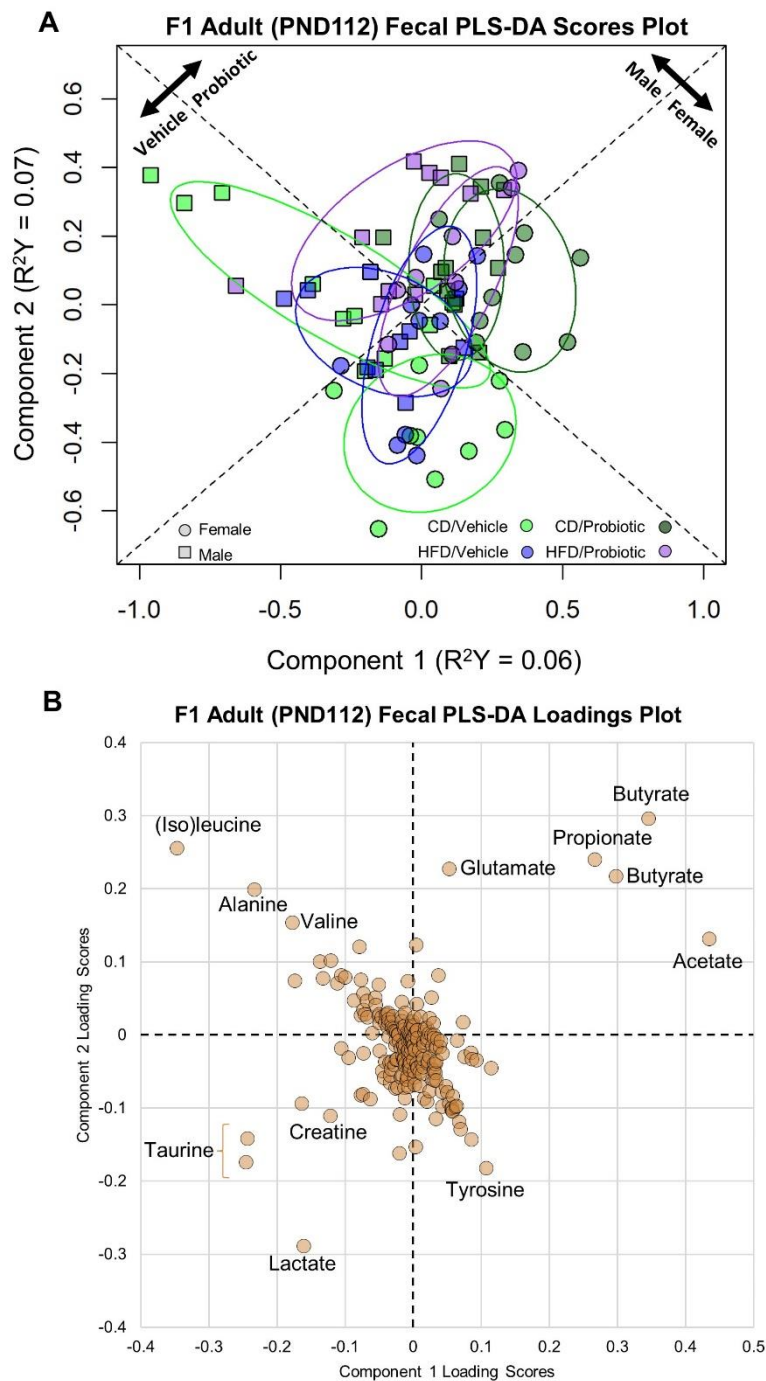 A
F1 Adult (PND112) Fecal PLS-DA Scores Plot
Vehicle Probiotic
Male Female
0.6
0.4
0.2
0.0
-0.2
-0.4
-0.6
Component 2 (R²Y = 0.07)
Female
Male
CD/Vehicle
CD/Probiotic
HFD/Vehicle
HFD/Probiotic
-1.0 -0.5 0.0 0.5 1.0
Component 1 (R²Y = 0.06)
B
F1 Adult (PND112) Fecal PLS-DA Loadings Plot
0.4
0.3
0.2
0.1
0
-0.1
-0.2
-0.3
-0.4
Component 2 Loading Scores
Butyrate
(Iso)leucine
Propionate
Glutamate
Butyrate
Alanine
Valine
Acetate
Creatine
Taurine
Tyrosine
Lactate
-0.4 -0.3 -0.2 -0.1 0 0.1 0.2 0.3 0.4 0.5
Component 1 Loading Scores